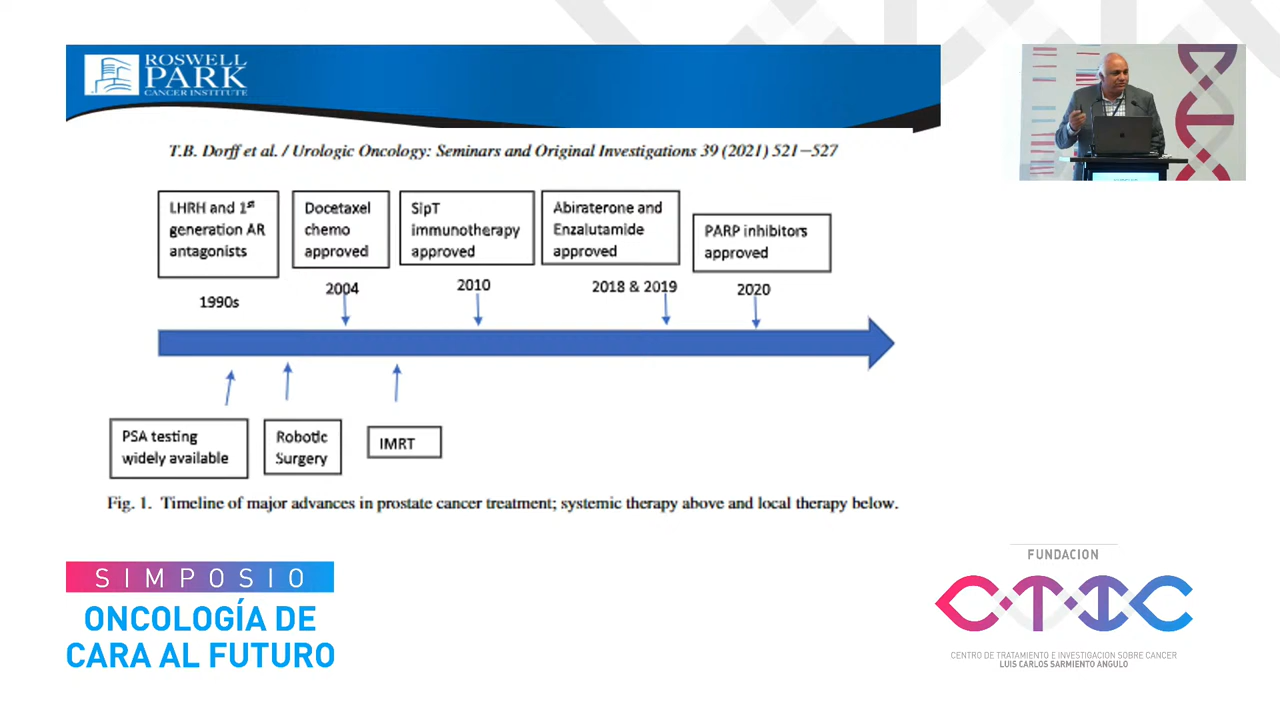 ROSWELL
PARK
CANCER INSTITUTE
T.B. Dorff et al. / Urologic Oncology: Seminars and Original Investigations 39 (2021) 521−527
LHRH and 1st
generation AR
antagonists
1990s
Docetaxel
chemo
approved
2004
SipT
immunotherapy
approved
2010
Abiraterone and
Enzalutamide
approved
2018 & 2019
PARP inhibitors
approved
2020
PSA testing
widely available
Robotic
Surgery
IMRT
Fig. 1. Timeline of major advances in prostate cancer treatment; systemic therapy above and local therapy below.
SIMPOSIO
ONCOLOGÍA DE
CARA AL FUTURO
FUNDACION
CTIC
CENTRO DE TRATAMIENTO E INVESTIGACION SOBRE CANCER
LUIS CARLOS SARMIENTO ANGULO